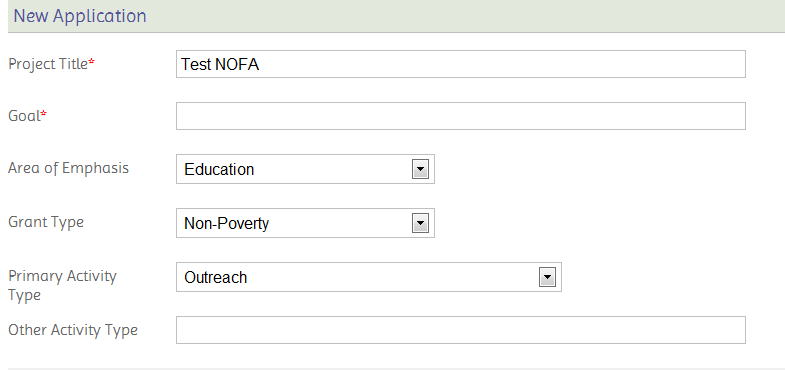 New Application
Project Title* Test NOFA
Goal*
Area of Emphasis Education
Grant Type Non-Poverty
Primary Activity Type Outreach
Other Activity Type